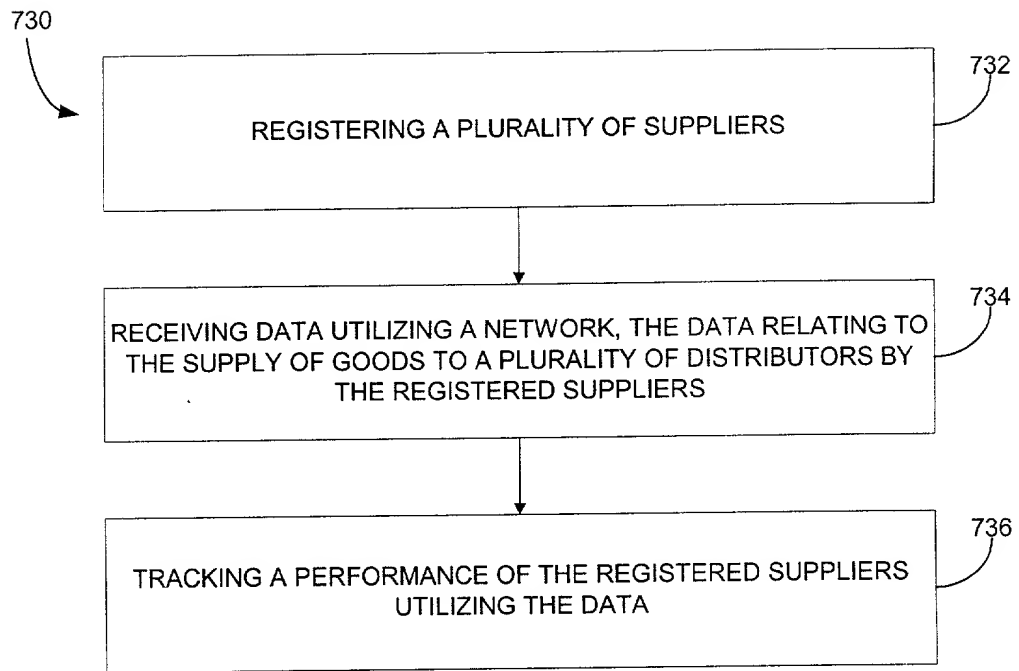 730
732
REGISTERING A PLURALITY OF SUPPLIERS
734
RECEIVING DATA UTILIZING A NETWORK, THE DATA RELATING TO
THE SUPPLY OF GOODS TO A PLURALITY OF DISTRIBUTORS BY
THE REGISTERED SUPPLIERS
736
TRACKING A PERFORMANCE OF THE REGISTERED SUPPLIERS
UTILIZING THE DATA